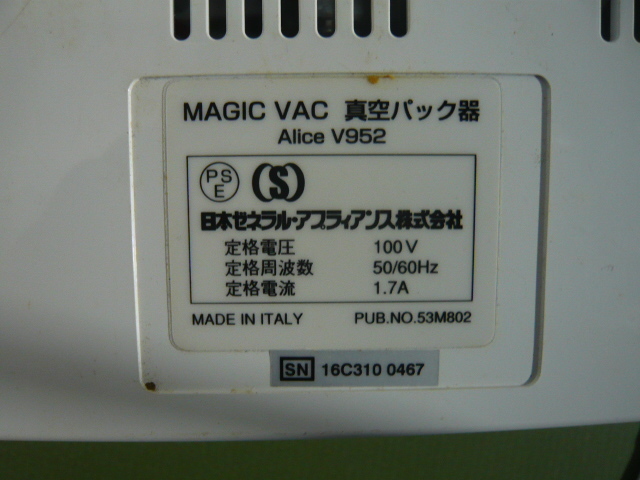 MAGIC VAC 真空パック器
Alice V952
PS
E
(S)
日本ゼネラル・アプライアンス株式会社
定格電圧 100V
定格周波数 50/60Hz
定格電流 1.7A
MADE IN ITALY PUB.NO.53M802
SN 16C310 0467